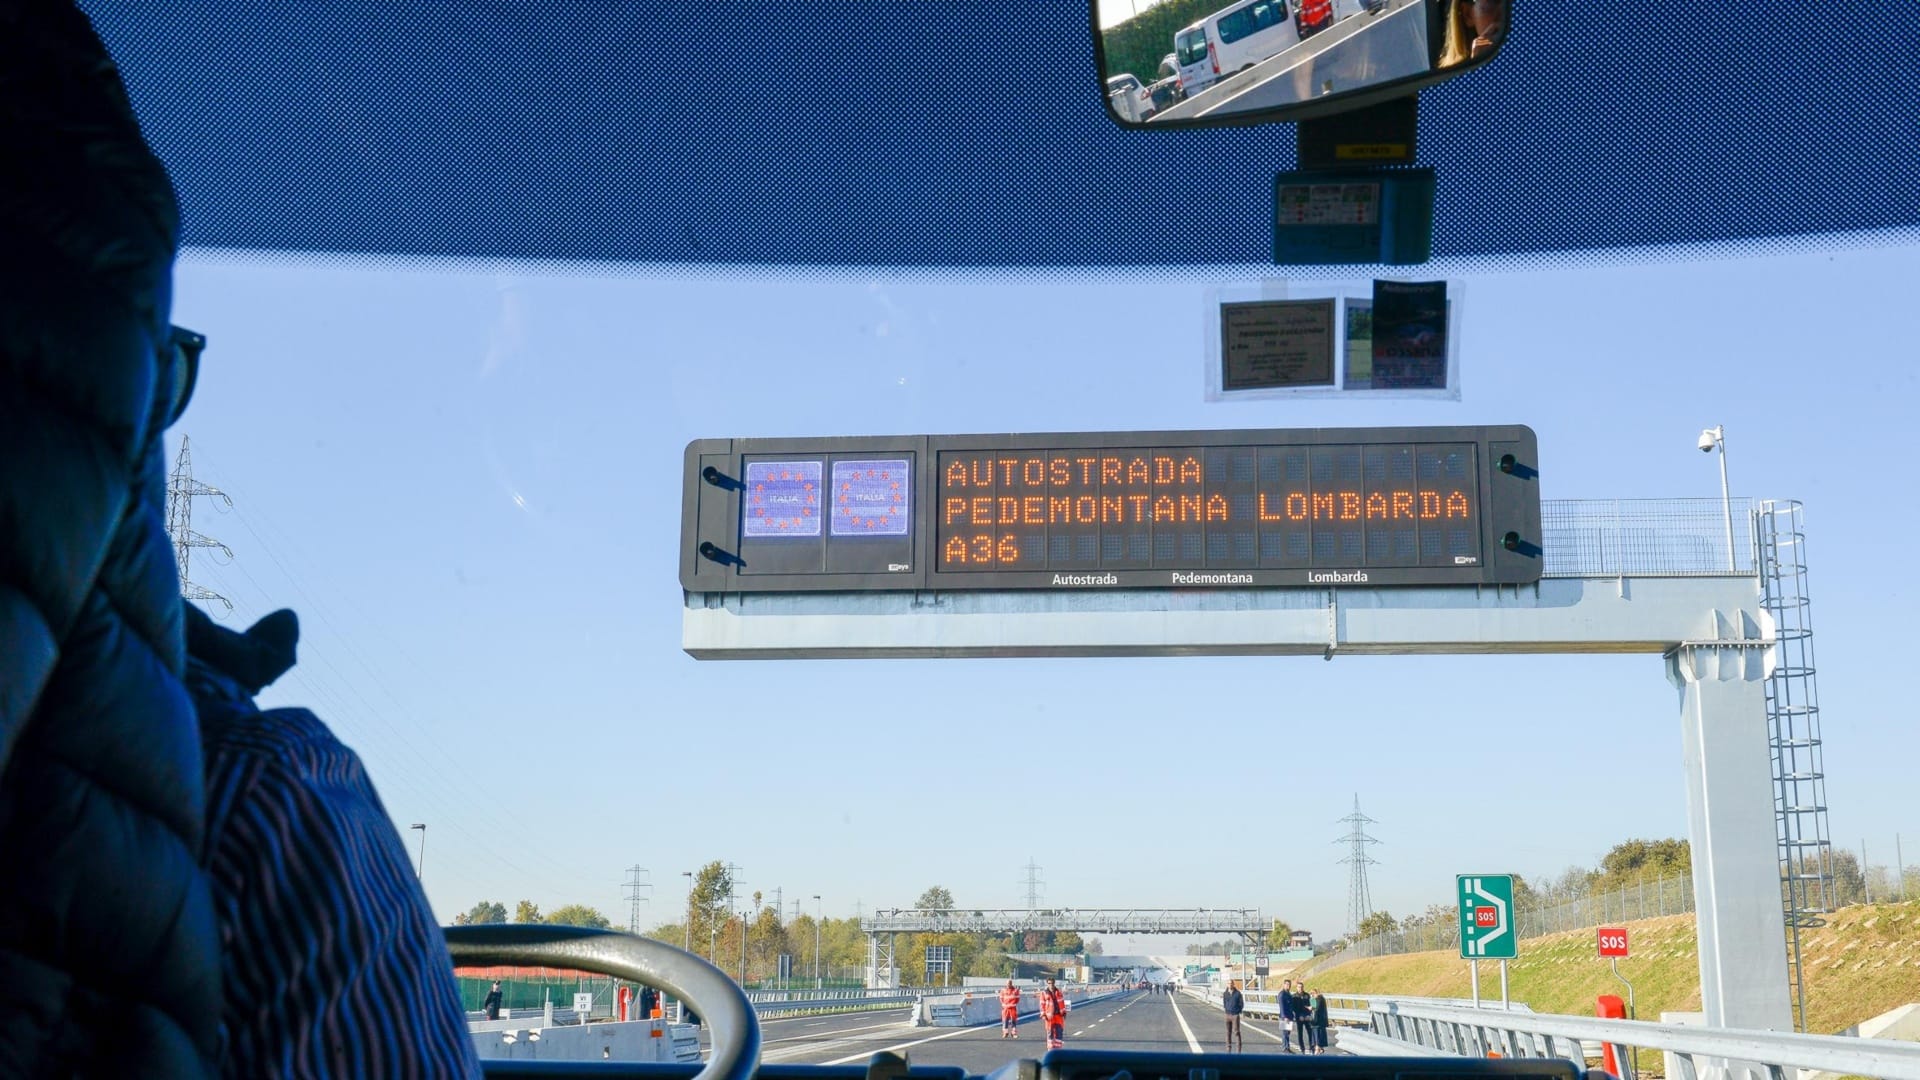 ITALIA
ITALIA
AUTOSTRADA
PEDEMONTANA LOMBARDA
A36
Autostrada Pedemontana Lombarda
SOS
SOS